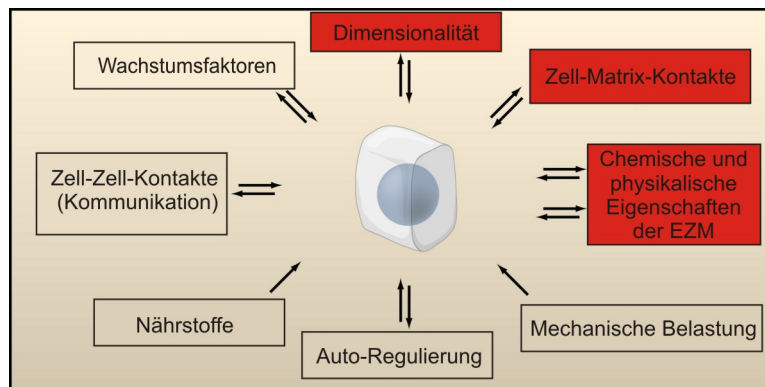 Dimensionalität
Wachstumsfaktoren
Zell-Matrix-Kontakte
Zell-Zell-Kontakte
(Kommunikation)
Chemische und
physikalische
Eigenschaften
der EZM
Nährstoffe
Auto-Regulierung
Mechanische Belastung